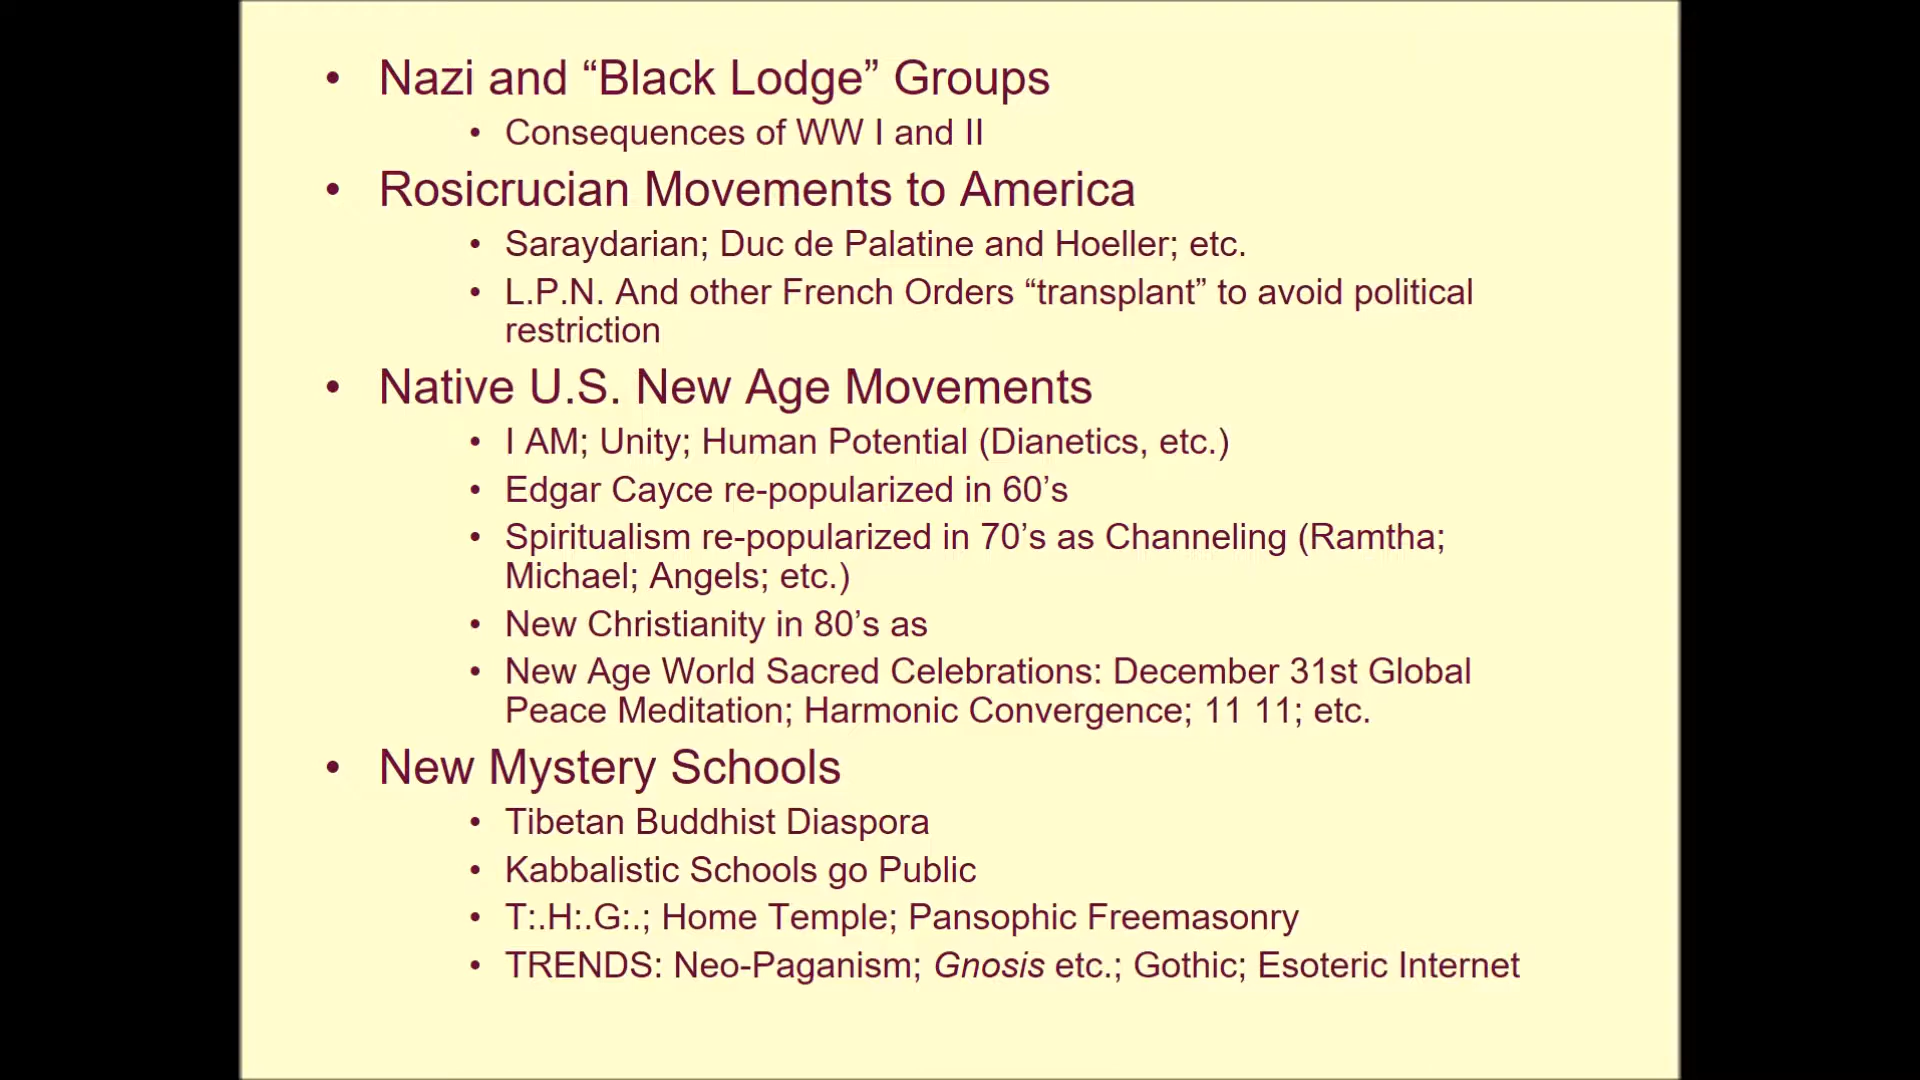 • Nazi and “Black Lodge” Groups
• Consequences of WW I and II
• Rosicrucian Movements to America
• Saraydarian; Duc de Palatine and Hoeller; etc.
• L.P.N. And other French Orders “transplant” to avoid political
restriction
• Native U.S. New Age Movements
• I AM; Unity; Human Potential (Dianetics, etc.)
• Edgar Cayce re-popularized in 60’s
• Spiritualism re-popularized in 70’s as Channeling (Ramtha;
Michael; Angels; etc.)
• New Christianity in 80’s as
• New Age World Sacred Celebrations: December 31st Global
Peace Meditation; Harmonic Convergence; 11 11; etc.
• New Mystery Schools
• Tibetan Buddhist Diaspora
• Kabbalistic Schools go Public
• T:.H:.G:.; Home Temple; Pansophic Freemasonry
• TRENDS: Neo-Paganism; Gnosis etc.; Gothic; Esoteric Internet